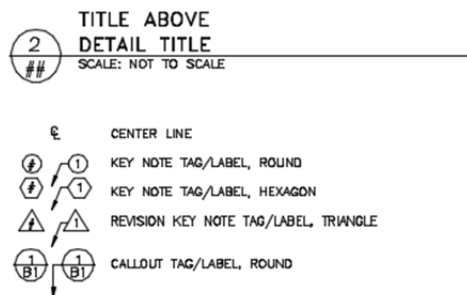 TITLE ABOVE
2 DETAIL TITLE
## SCALE: NOT TO SCALE
℄ CENTER LINE
# 1 KEY NOTE TAG/LABEL, ROUND
# 1 KEY NOTE TAG/LABEL, HEXAGON
# 1 REVISION KEY NOTE TAG/LABEL, TRIANGLE
1 1 CALLOUT TAG/LABEL, ROUND
B1 B1